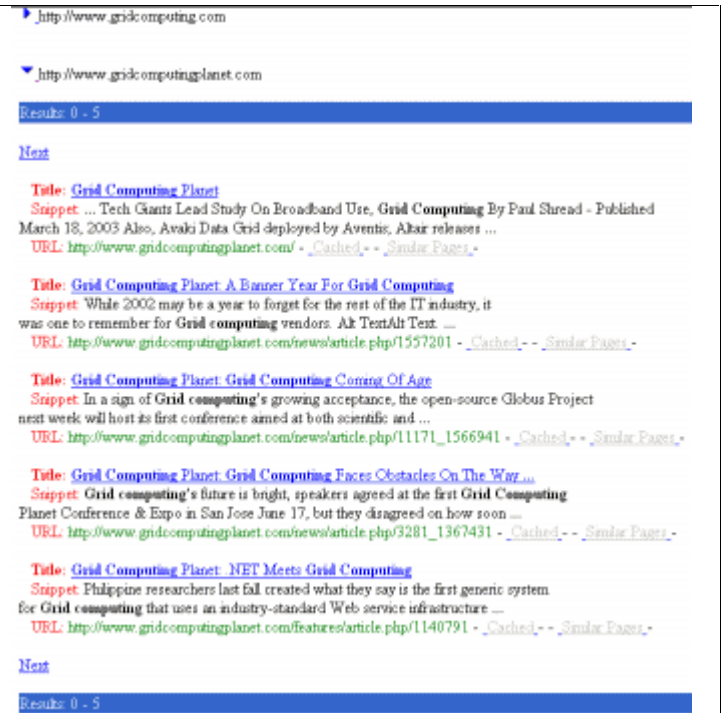 http://www.gridcomputing.com
http://www.gridcomputingplanet.com
Results: 0 - 5
Next
Title: Grid Computing Planet
Snippet: ... Tech Giants Lead Study On Broadband Use, Grid Computing By Paul Shread - Published
March 18, 2003 Also, Avaki Data Grid deployed by Aventis, Altair releases ...
URL: http://www.gridcomputingplanet.com/ - Cached - - Similar Pages -
Title: Grid Computing Planet: A Banner Year For Grid Computing
Snippet: While 2002 may be a year to forget for the rest of the IT industry, it
was one to remember for Grid computing vendors. Alt TextAlt Text. ...
URL: http://www.gridcomputingplanet.com/news/article.php/1557201 - Cached - - Similar Pages -
Title: Grid Computing Planet: Grid Computing Coming Of Age
Snippet: In a sign of Grid computing's growing acceptance, the open-source Globus Project
next week will host its first conference aimed at both scientific and ...
URL: http://www.gridcomputingplanet.com/news/article.php/11171_1566941 - Cached - - Similar Pages -
Title: Grid Computing Planet: Grid Computing Faces Obstacles On The Way ...
Snippet: Grid computing's future is bright, speakers agreed at the first Grid Computing
Planet Conference & Expo in San Jose June 17, but they disagreed on how soon ...
URL: http://www.gridcomputingplanet.com/news/article.php/3281_1367431 - Cached - - Similar Pages -
Title: Grid Computing Planet: .NET Meets Grid Computing
Snippet: Philippine researchers last fall created what they say is the first generic system
for Grid computing that uses an industry-standard Web service infrastructure ...
URL: http://www.gridcomputingplanet.com/features/article.php/1140791 - Cached - - Similar Pages -
Next
Results: 0 - 5